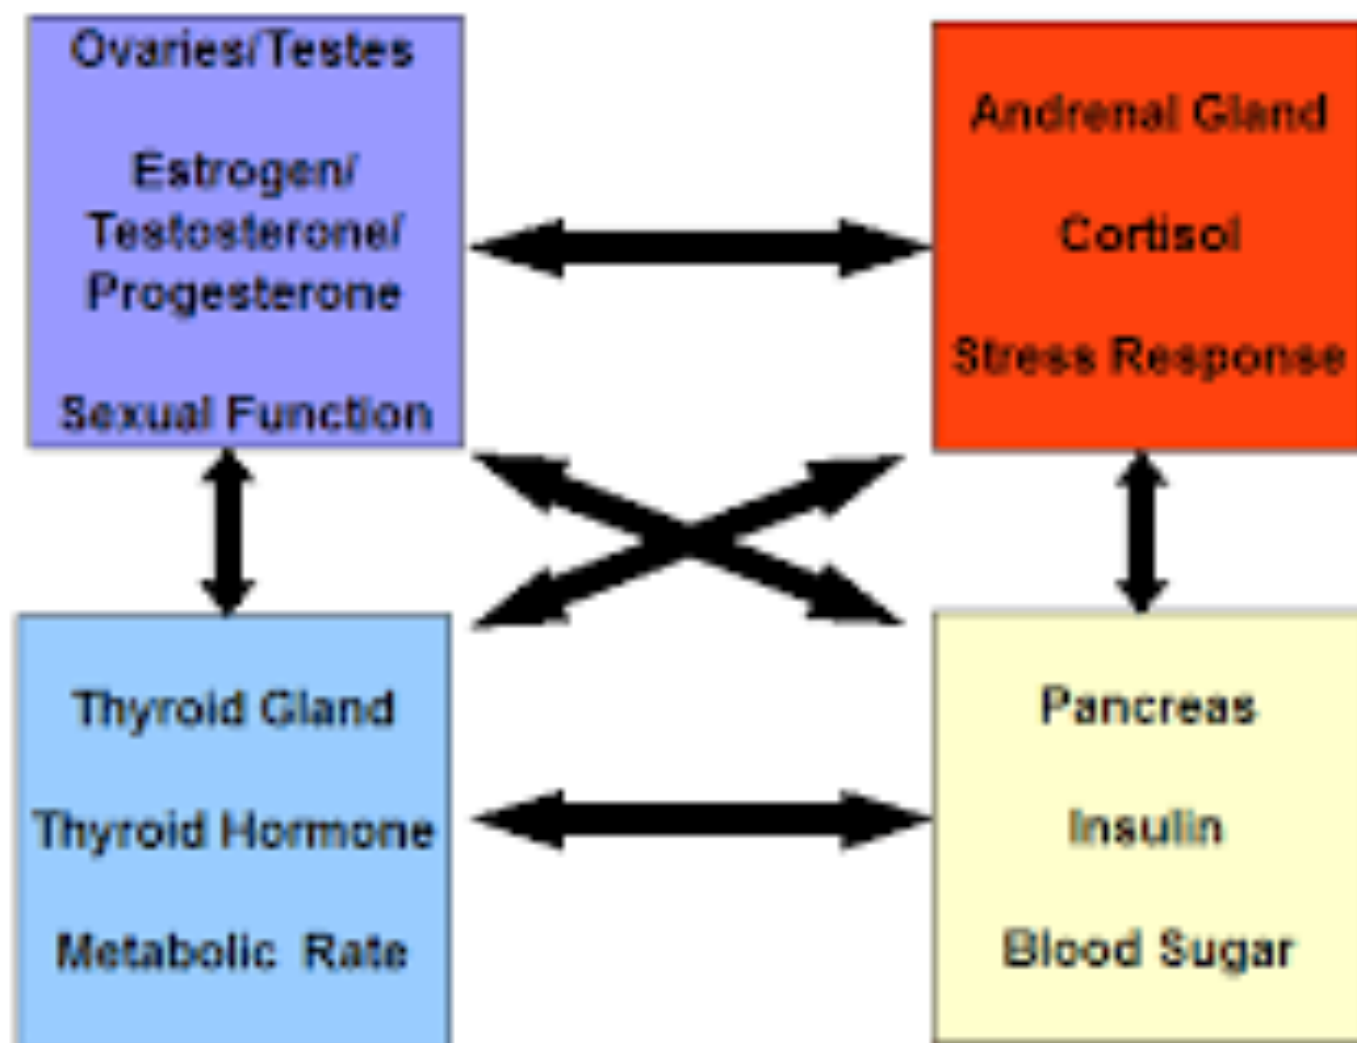 Ovaries/Testes
Estrogen/
Testosterone/
Progesterone
Sexual Function
Andrenal Gland
Cortisol
Stress Response
Thyroid Gland
Thyroid Hormone
Metabolic Rate
Pancreas
Insulin
Blood Sugar